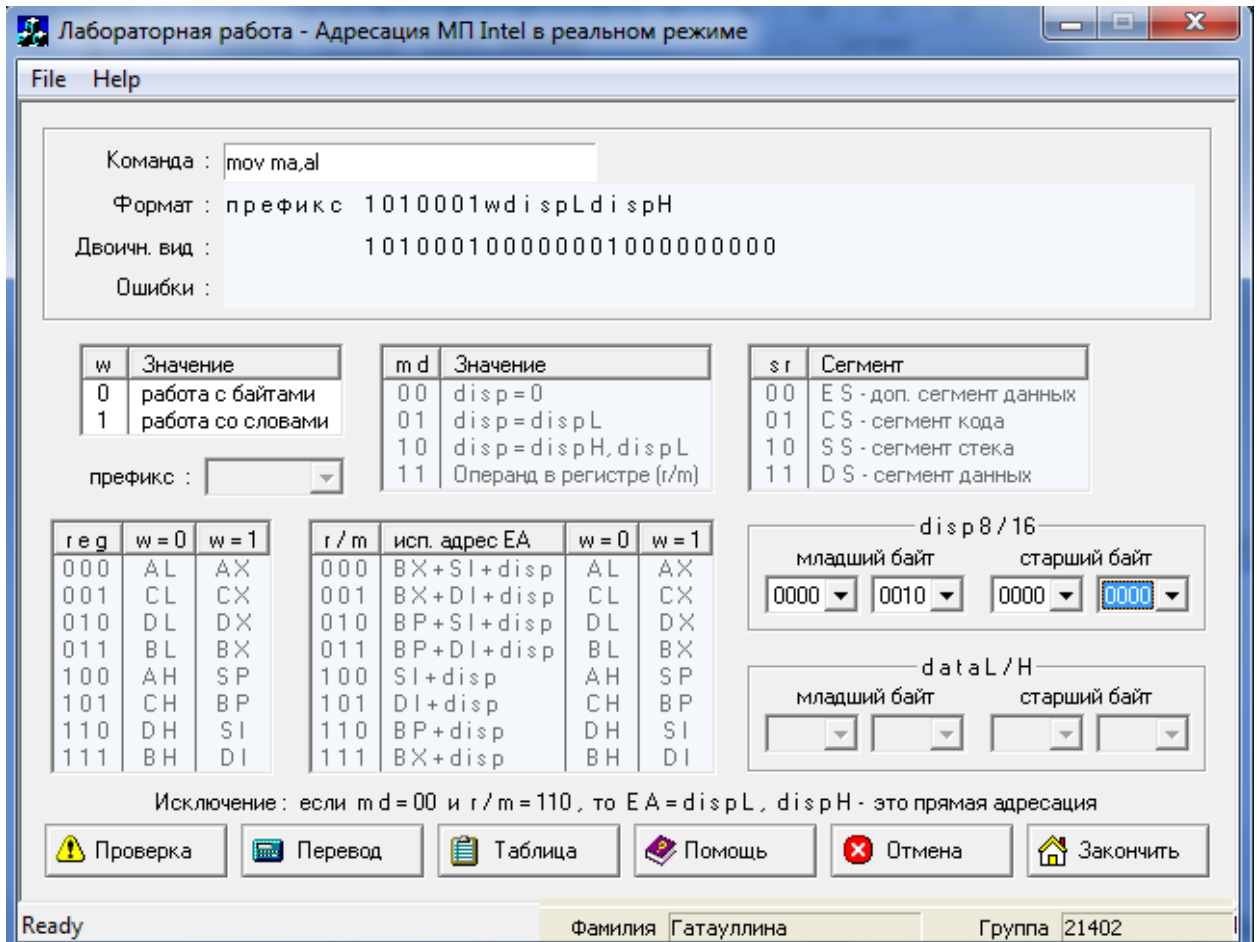 Лабораторная работа - Адресация МП Intel в реальном режиме
File Help
Команда : mov ma,al
Формат : префикс 1010001wdispLdispH
Двоичн. вид : 101000100000001000000000
Ошибки :
w Значение
0 работа с байтами
1 работа со словами
префикс :
md Значение
00 disp=0
01 disp=dispL
10 disp=dispH,dispL
11 Операнд в регистре (r/m)
sr Сегмент
00 ES - доп. сегмент данных
01 CS - сегмент кода
10 SS - сегмент стека
11 DS - сегмент данных
reg w=0 w=1
000 AL AX
001 CL CX
010 DL DX
011 BL BX
100 AH SP
101 CH BP
110 DH SI
111 BH DI
r/m исп. адрес EA w=0 w=1
000 BX+SI+disp AL AX
001 BX+DI+disp CL CX
010 BP+SI+disp DL DX
011 BP+DI+disp BL BX
100 SI+disp AH SP
101 DI+disp CH BP
110 BP+disp DH SI
111 BX+disp BH DI
disp8/16
младший байт старший байт
0000 0010 0000 0000
dataL/H
младший байт старший байт
Исключение : если md=00 и r/m=110, то EA=dispL, dispH - это прямая адресация
Проверка Перевод Таблица Помощь Отмена Закончить
Ready Фамилия Гатауллина Группа 21402